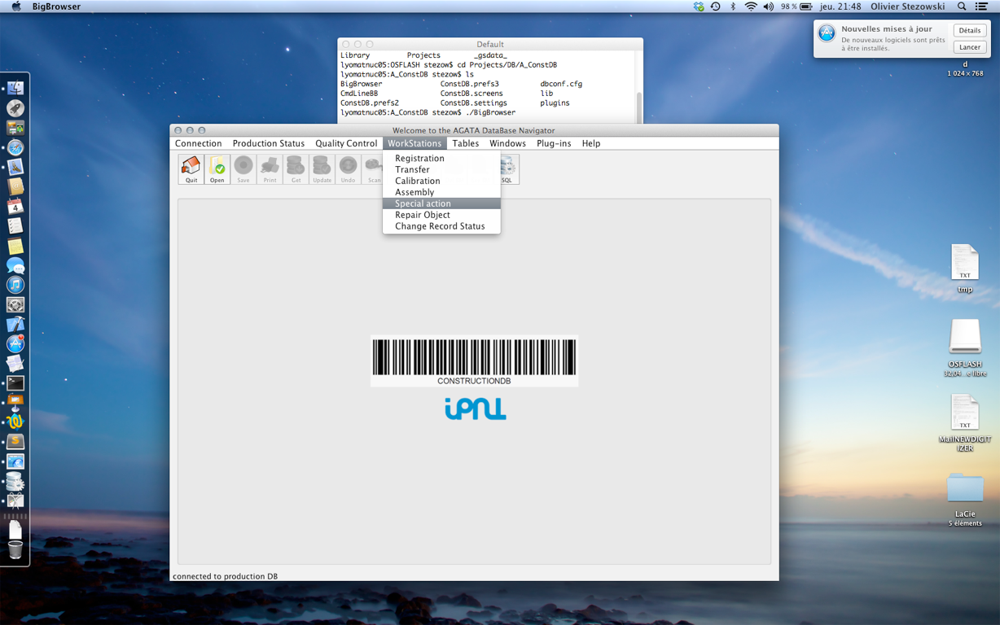 BigBrowser
98 %
jeu. 21:48
Olivier Stezowski
Nouvelles mises à jour
De nouveaux logiciels sont prêts
à être installés.
Détails
Lancer
d
1 024 × 768
Default
Library Projects _gsdata_
lyomatnuc05:OSFLASH stezow$ cd Projects/DB/A_ConstDB
lyomatnuc05:A_ConstDB stezow$ ls
BigBrowser ConstDB.prefs3 dbconf.cfg
CmdLineBB ConstDB.screens lib
ConstDB.prefs2 ConstDB.settings plugins
lyomatnuc05:A_ConstDB stezow$ ./BigBrowser
Welcome to the AGATA DataBase Navigator
Connection Production Status Quality Control WorkStations Tables Windows Plug-ins Help
Quit Open Save Print Get Update Undo Scan SQL
Registration
Transfer
Calibration
Assembly
Special action
Repair Object
Change Record Status
CONSTRUCTIONDB
ipnl
connected to production DB
4
TXT
tmp
OSFLASH
32,04...e libre
TXT
MailNEWDIGIT
IZER
LaCie
5 éléments